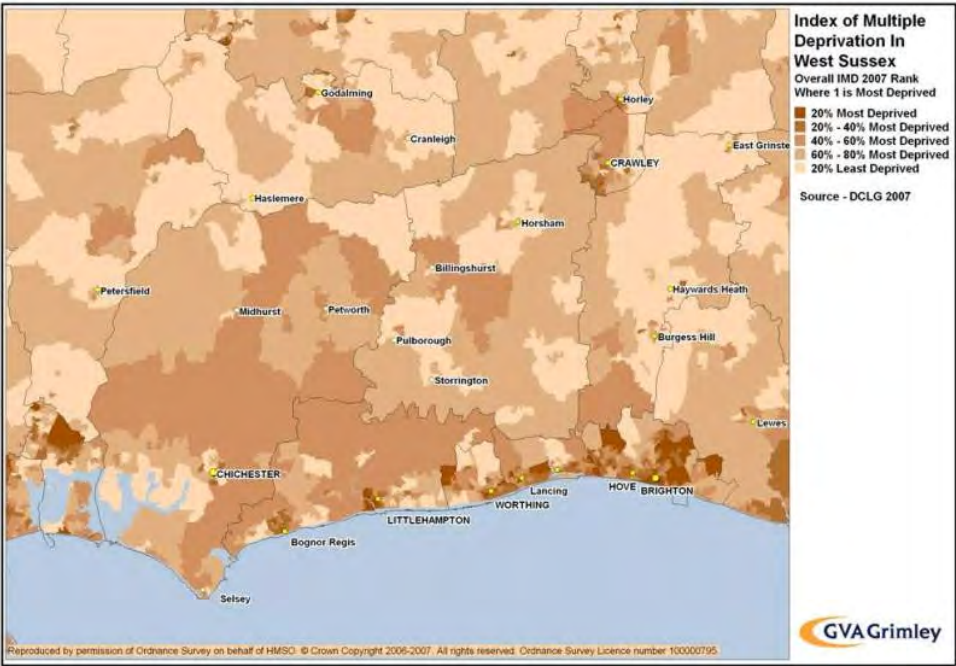 Index of Multiple
Deprivation In
West Sussex
Overall IMD 2007 Rank
Where 1 is Most Deprived
20% Most Deprived
20% - 40% Most Deprived
40% - 60% Most Deprived
60% - 80% Most Deprived
20% Least Deprived
Source - DCLG 2007
Godalming
Horley
Cranleigh
East Grinste
CRAWLEY
Haslemere
Horsham
Billingshurst
Petersfield
Haywards Heath
Midhurst
Petworth
Pulborough
Burgess Hill
Storrington
Lewes
CHICHESTER
HOVE
BRIGHTON
Lancing
WORTHING
LITTLEHAMPTON
Bognor Regis
Selsey
GVA Grimley
Reproduced by permission of Ordnance Survey on behalf of HMSO. © Crown Copyright 2006-2007. All rights reserved. Ordnance Survey Licence number 100000795.